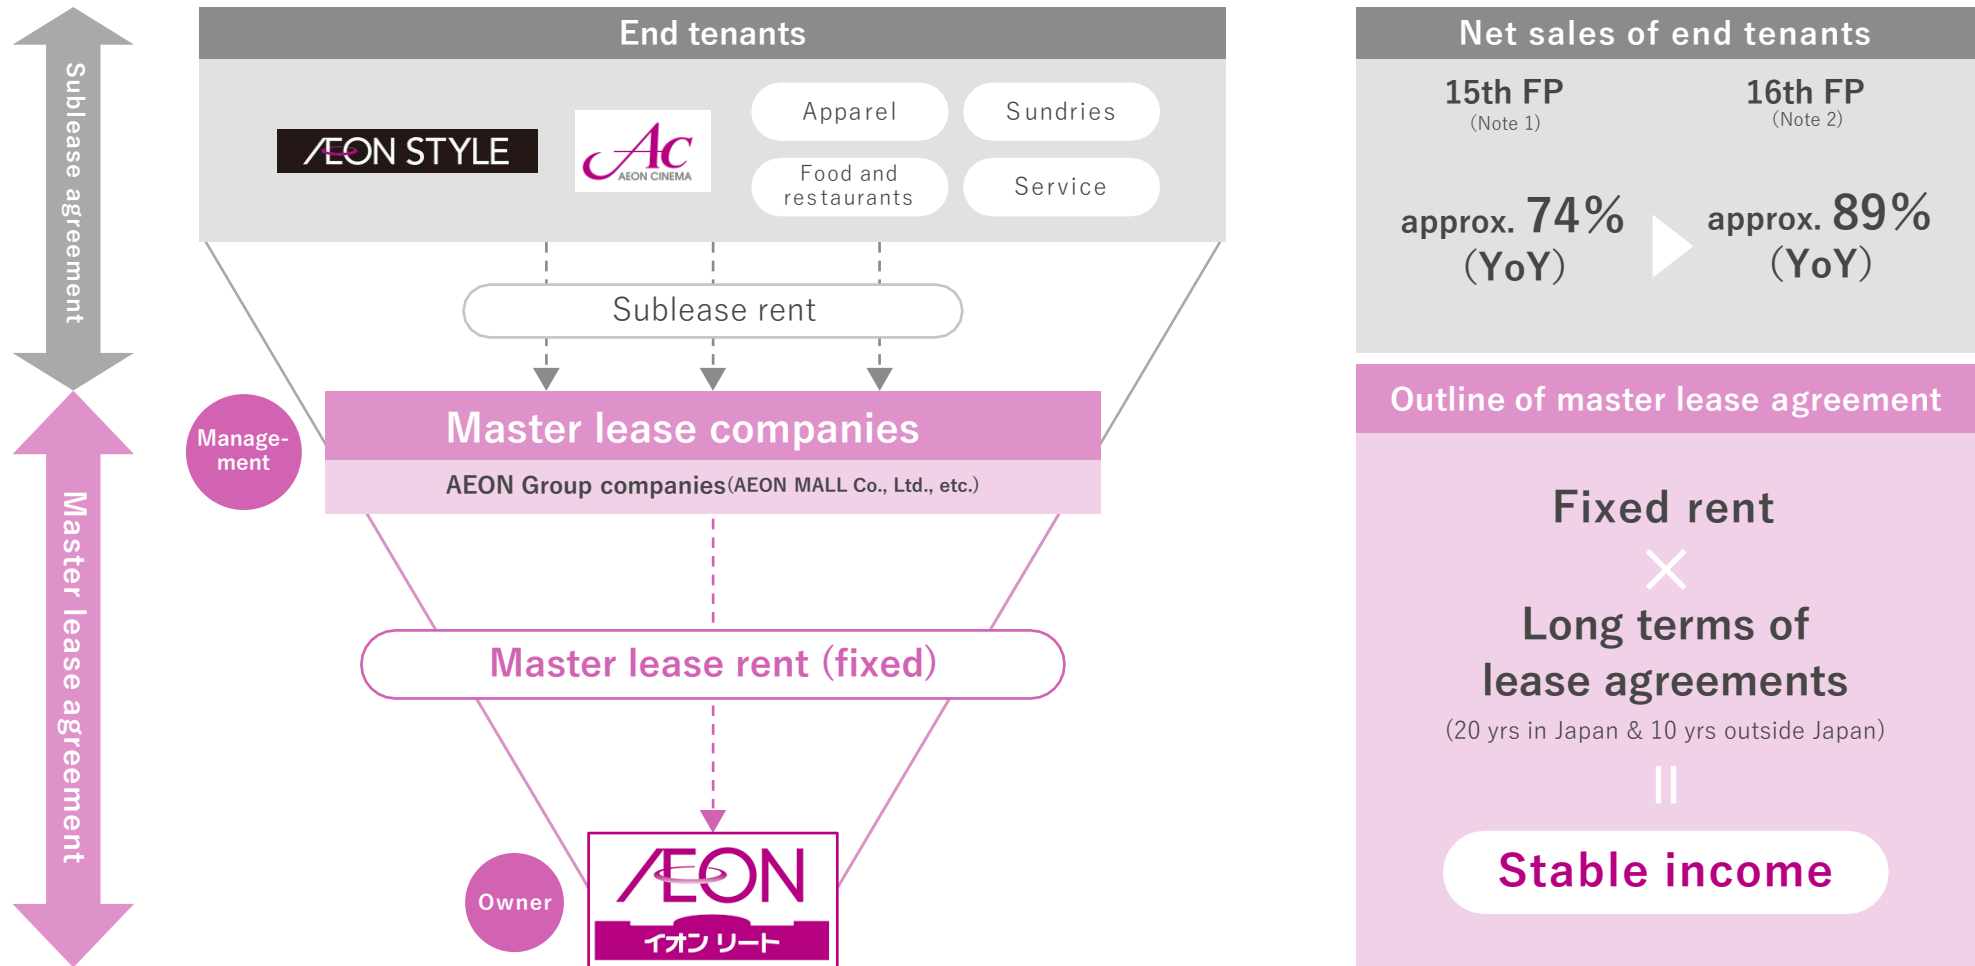 Sublease agreement
Master lease agreement
End tenants
ÆON STYLE
AC
AEON CINEMA
Apparel
Sundries
Food and
restaurants
Service
Sublease rent
Manage-
ment
Master lease companies
AEON Group companies(AEON MALL Co., Ltd., etc.)
Master lease rent (fixed)
Owner
ÆON
イオン リート
Net sales of end tenants
15th FP
(Note 1)
approx. 74%
(YoY)
16th FP
(Note 2)
approx. 89%
(YoY)
Outline of master lease agreement
Fixed rent
×
Long terms of
lease agreements
(20 yrs in Japan & 10 yrs outside Japan)
=
Stable income